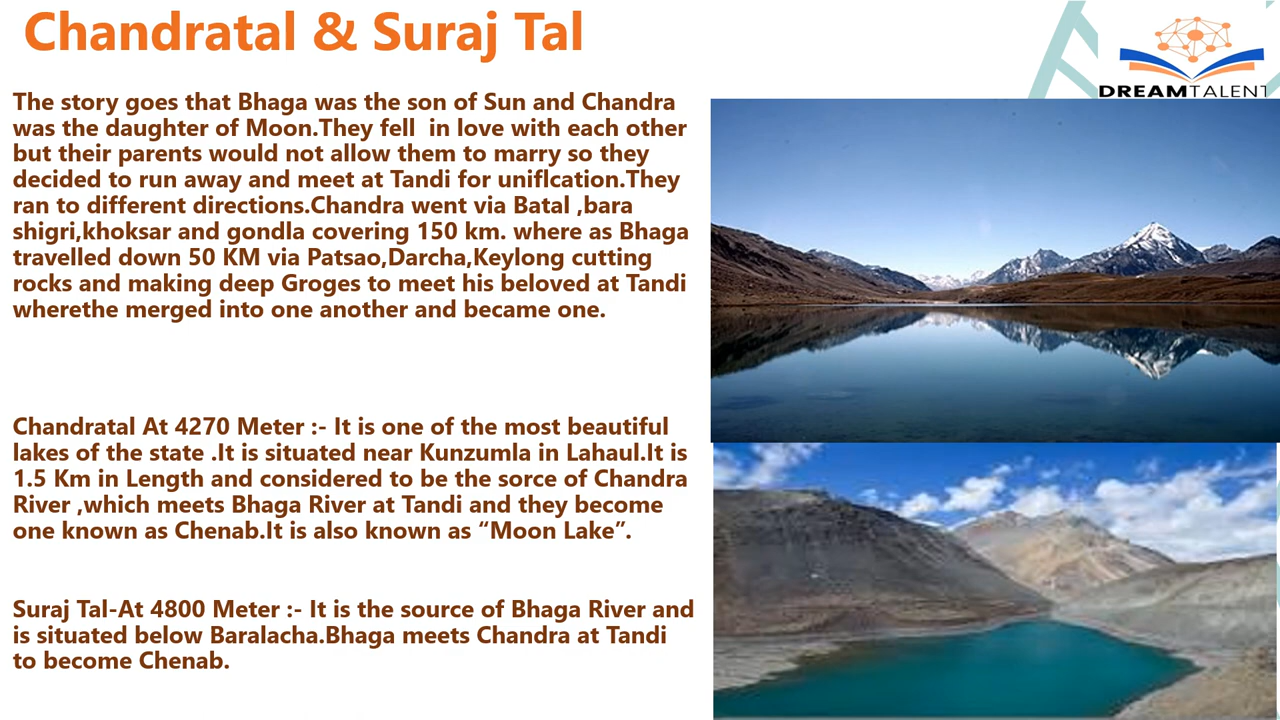 Chandratal & Suraj Tal
DREAMTALENT
The story goes that Bhaga was the son of Sun and Chandra
was the daughter of Moon.They fell  in love with each other
but their parents would not allow them to marry so they
decided to run away and meet at Tandi for uniflcation.They
ran to different directions.Chandra went via Batal ,bara
shigri,khoksar and gondla covering 150 km. where as Bhaga
travelled down 50 KM via Patsao,Darcha,Keylong cutting
rocks and making deep Groges to meet his beloved at Tandi
wherethe merged into one another and became one.
Chandratal At 4270 Meter :- It is one of the most beautiful
lakes of the state .It is situated near Kunzumla in Lahaul.It is
1.5 Km in Length and considered to be the sorce of Chandra
River ,which meets Bhaga River at Tandi and they become
one known as Chenab.It is also known as “Moon Lake”.
Suraj Tal-At 4800 Meter :- It is the source of Bhaga River and
is situated below Baralacha.Bhaga meets Chandra at Tandi
to become Chenab.